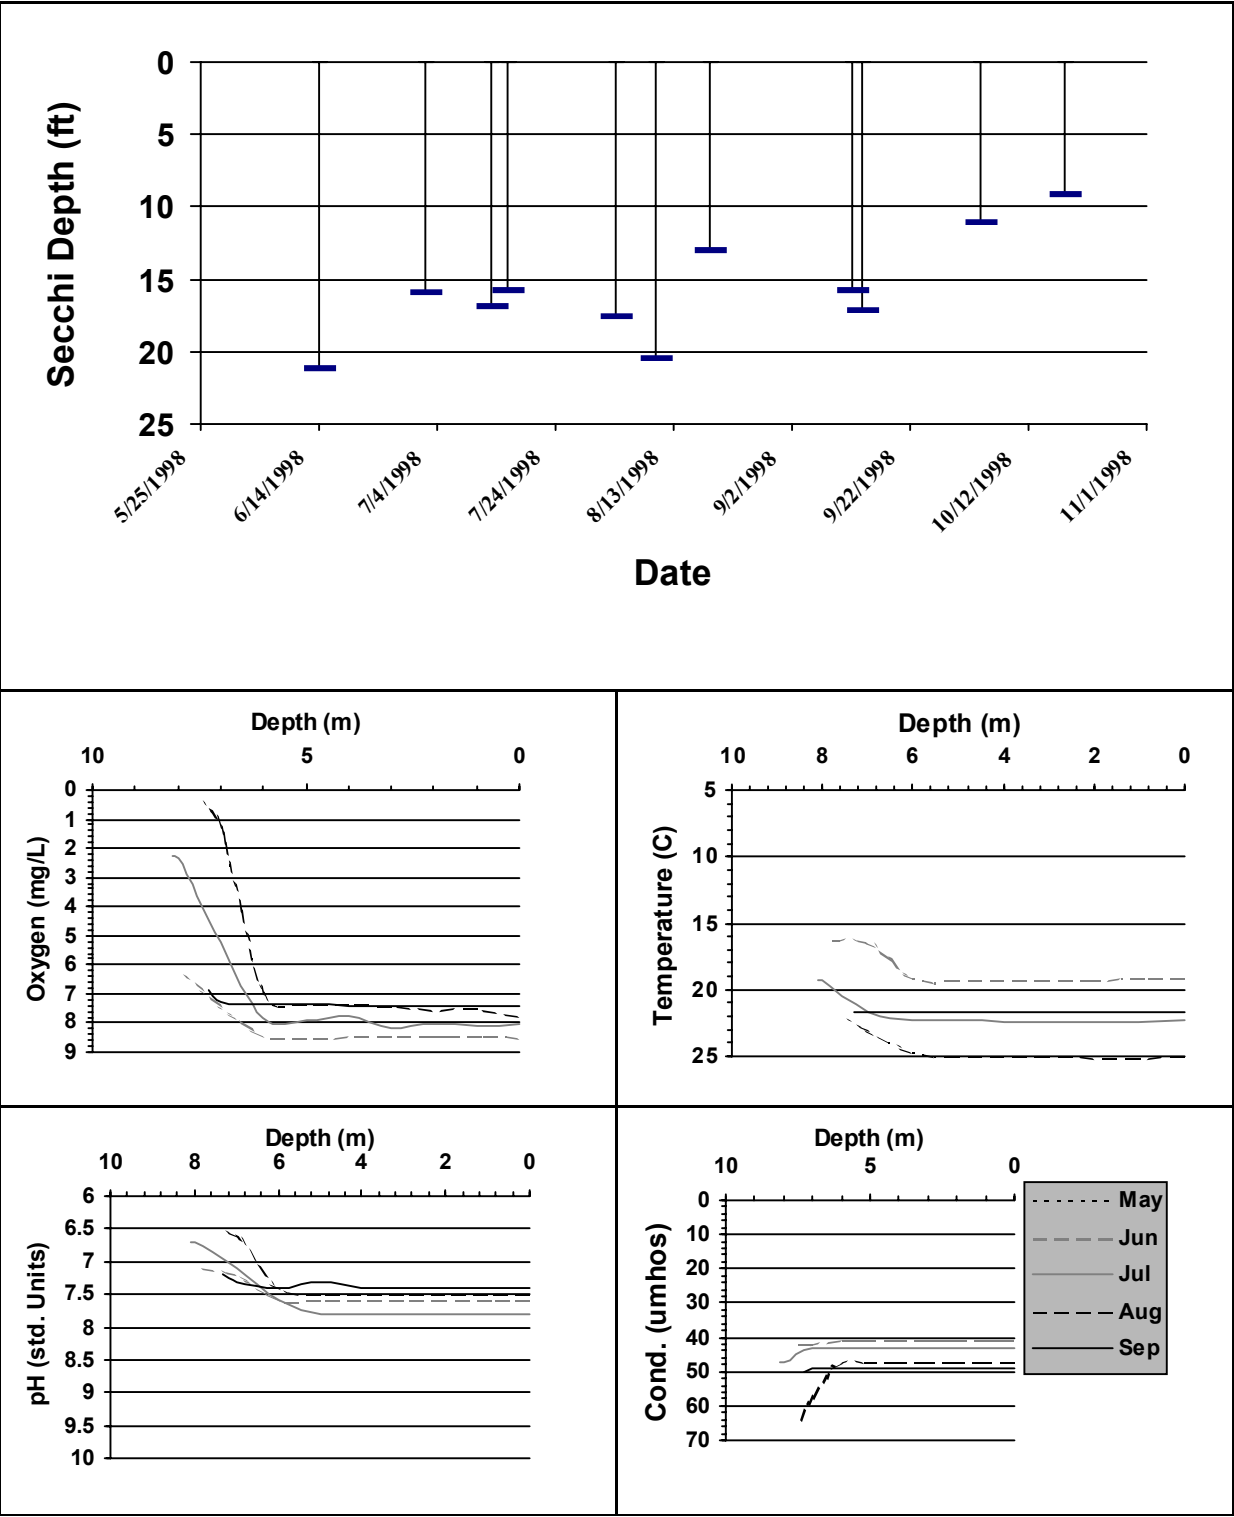 Secchi Depth (ft)
0
5
10
15
20
25
5/25/1998
6/14/1998
7/4/1998
7/24/1998
8/13/1998
9/2/1998
9/22/1998
10/12/1998
11/1/1998
Date
Depth (m)
10 5 0
Oxygen (mg/L)
0
1
2
3
4
5
6
7
8
9
Depth (m)
10 8 6 4 2 0
Temperature (C)
5
10
15
20
25
Depth (m)
10 8 6 4 2 0
pH (std. Units)
6
6.5
7
7.5
8
8.5
9
9.5
10
Depth (m)
10 5 0
Cond. (umhos)
0
10
20
30
40
50
60
70
May
Jun
Jul
Aug
Sep